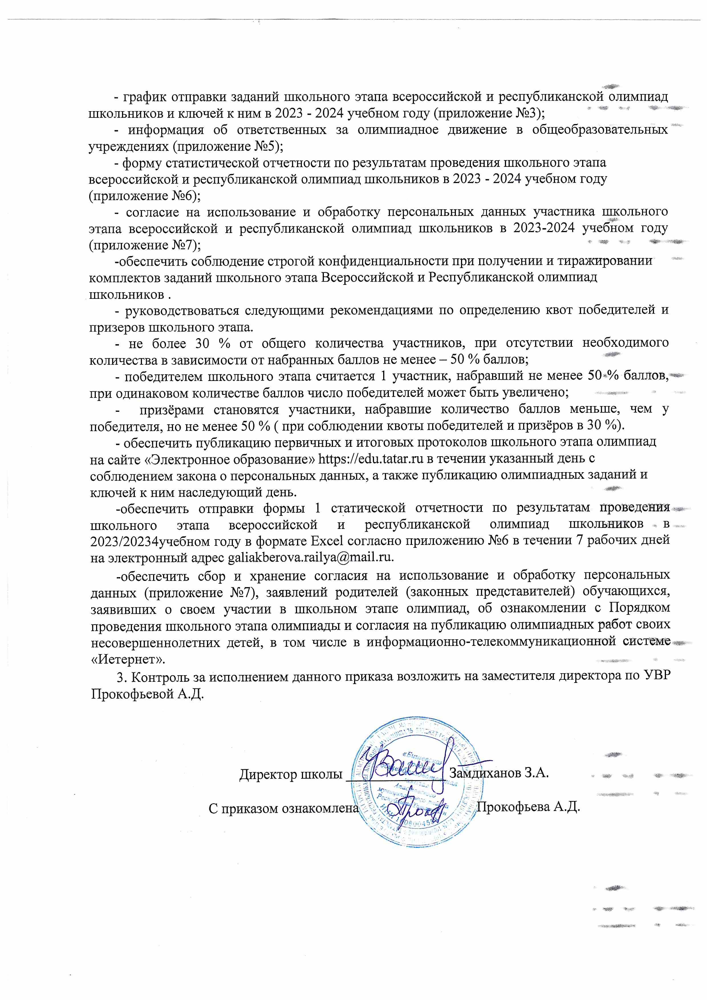 - график отправки заданий школьного этапа всероссийской и республиканской олимпиад
школьников и ключей к ним в 2023 - 2024 учебном году (приложение №3);
- информация об ответственных за олимпиадное движение в общеобразовательных
учреждениях (приложение №5);
- форму статистической отчетности по результатам проведения школьного этапа
всероссийской и республиканской олимпиад школьников в 2023 - 2024 учебном году
(приложение №6);
- согласие на использование и обработку персональных данных участника школьного
этапа всероссийской и республиканской олимпиад школьников в 2023-2024 учебном году
(приложение №7);
-обеспечить соблюдение строгой конфиденциальности при получении и тиражировании
комплектов заданий школьного этапа Всероссийской и Республиканской олимпиад
школьников .
- руководствоваться следующими рекомендациями по определению квот победителей и
призеров школьного этапа.
- не более 30 % от общего количества участников, при отсутствии необходимого
количества в зависимости от набранных баллов не менее – 50 % баллов;
- победителем школьного этапа считается 1 участник, набравший не менее 50 % баллов,
при одинаковом количестве баллов число победителей может быть увеличено;
- призёрами становятся участники, набравшие количество баллов меньше, чем у
победителя, но не менее 50 % ( при соблюдении квоты победителей и призёров в 30 %).
- обеспечить публикацию первичных и итоговых протоколов школьного этапа олимпиад
на сайте «Электронное образование» https://edu.tatar.ru в течении указанный день с
соблюдением закона о персональных данных, а также публикацию олимпиадных заданий и
ключей к ним наследующий день.
-обеспечить отправки формы 1 статической отчетности по результатам проведения
школьного этапа всероссийской и республиканской олимпиад школьников в
2023/20234учебном году в формате Excel согласно приложению №6 в течении 7 рабочих дней
на электронный адрес galiakberova.railya@mail.ru.
-обеспечить сбор и хранение согласия на использование и обработку персональных
данных (приложение №7), заявлений родителей (законных представителей) обучающихся,
заявивших о своем участии в школьном этапе олимпиад, об ознакомлении с Порядком
проведения школьного этапа олимпиады и согласия на публикацию олимпиадных работ своих
несовершеннолетних детей, в том числе в информационно-телекоммуникационной системе
«Иетернет».
3. Контроль за исполнением данного приказа возложить на заместителя директора по УВР
Прокофьевой А.Д.
Директор школы Замдиханов З.А.
С приказом ознакомлена Прокофьева А.Д.